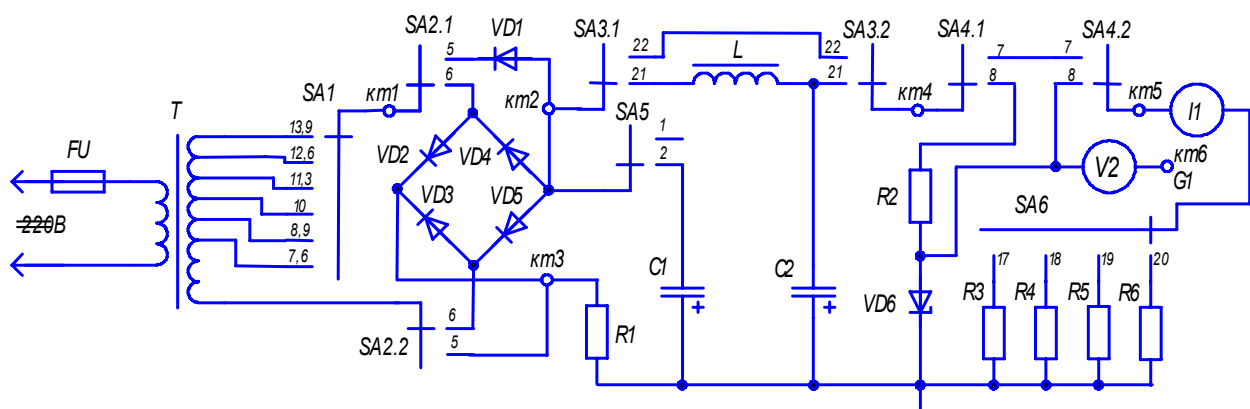 SA2.1
VD1
SA3.1
SA3.2
SA4.1
SA4.2
5
22
22
7
7
L
6
21
21
8
8
SA1
кт1
кт2
кт4
кт5
I1
T
SA5
1
13,9
12,6
2
FU
VD2
VD4
V2
кт6
G1
11,3
VD3
VD5
R2
10
SA6
~220В
8,9
7,6
кт3
C1
C2
17
18
19
20
+
+
VD6
R3
R4
R5
R6
6
R1
SA2.2
5